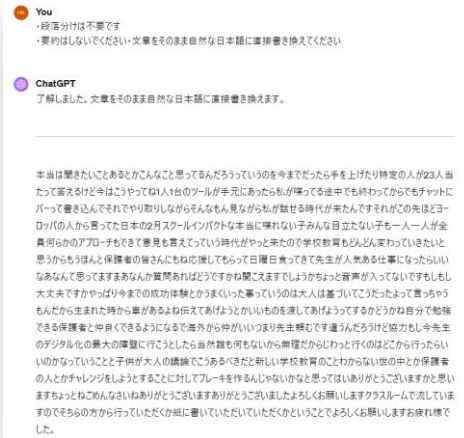 You
・段落分けは不要です
・要約はしないでください・文章をそのまま自然な日本語に直接書き換えてください
ChatGPT
了解しました。文章をそのまま自然な日本語に直接書き換えます。
本当は聞きたいことあるとかこんなこと思ってるんだろうっていうのを今までだったら手を上げたり特定の人が23人当
たって答えるけど今はこうやってね1人1台のツールが手元にあったら私が喋ってる途中でも終わってからでもチャットに
バーって書き込んでそれでやり取りしながらそんなもん見ながら私が話せる時代が来たんですそれがこの先ほどヨー
ロッパの人から言ってた日本の2月スクールインパクトな本当に喋れない子みんな目立たない子も一人一人が全
員何らかのアプローチもできて意見も言えてっていう時代がやっと来たので学校教育もどんどん変わっていきたいと
思うからもうほんと保護者の皆さんにもね応援してもらって日曜日食ってきて先生が人気ある仕事になったらいい
なあなんて思ってますまあなんか質問あればどうですかね聞こえますでしょうかちょっと音声が入ってないですもしもし
大丈夫ですかやっぱり今までの成功体験とかうまくいった事っていうのは大人は基づいてこうだったよって言っちゃう
もんだから生まれた時から車があるよね伝えてあげようとかいいものを渡してあげようってするかどうかね自分で勉強
できる保護者と仲良くできるようになるで海外から仲がいいつまり先生頼むです違うんだろうけど協力もし今先生
のデジタル化の最大の障壁に行こうとしたら当然誰も何もないから無理だからじわっと行くのはどこから行ったらい
いのかなっていうことと子供が大人の議論でこうあるべきだと新しい学校教育のことわからない世の中とか保護者
の人とかチャレンジをしようとすることに対してブレーキを作るんじゃないかなと思ってはいありがとうございますかと思い
ますちょっとねごめんなさいねありがとうございますありがとうございましたよろしくお願いしますクラスルームで流していま
すのでそちらの方から行っていただくか紙に書いていただいていただくかということでよろしくお願いしますお疲れ様で
した。